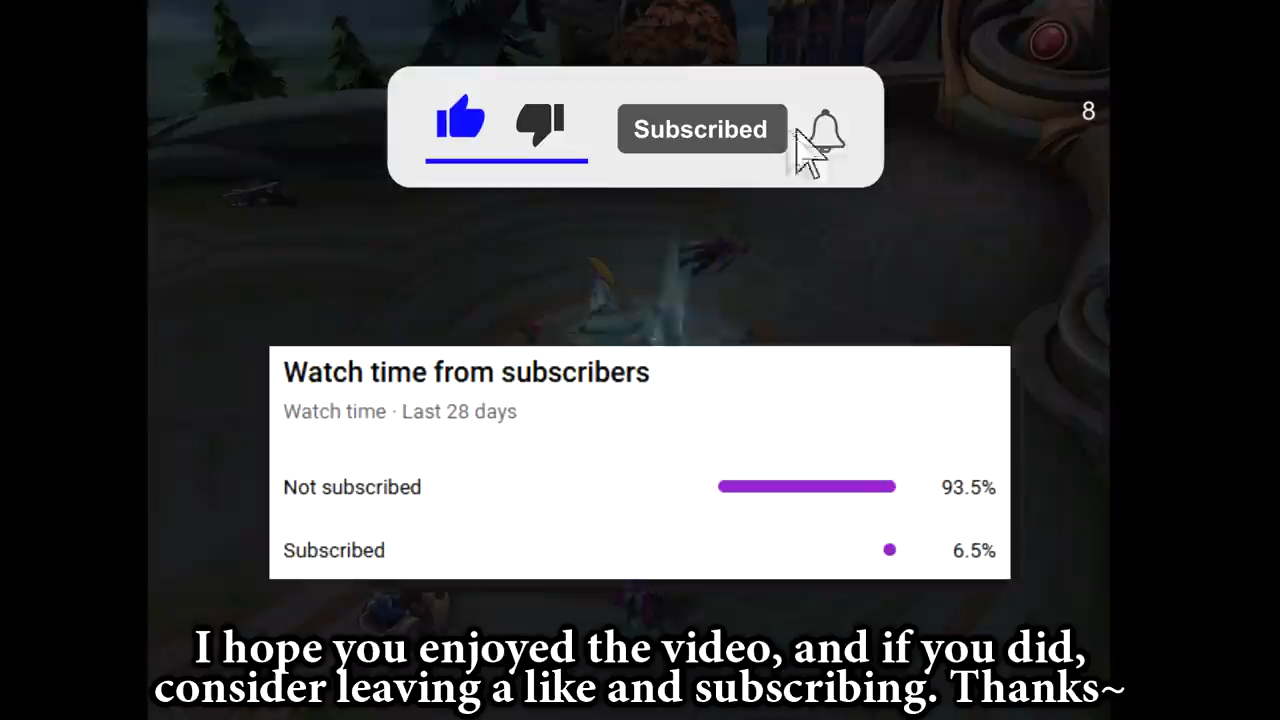 8
Subscribed
Watch time from subscribers
Watch time · Last 28 days
Not subscribed 93.5%
Subscribed 6.5%
I hope you enjoyed the video, and if you did,
consider leaving a like and subscribing. Thanks~